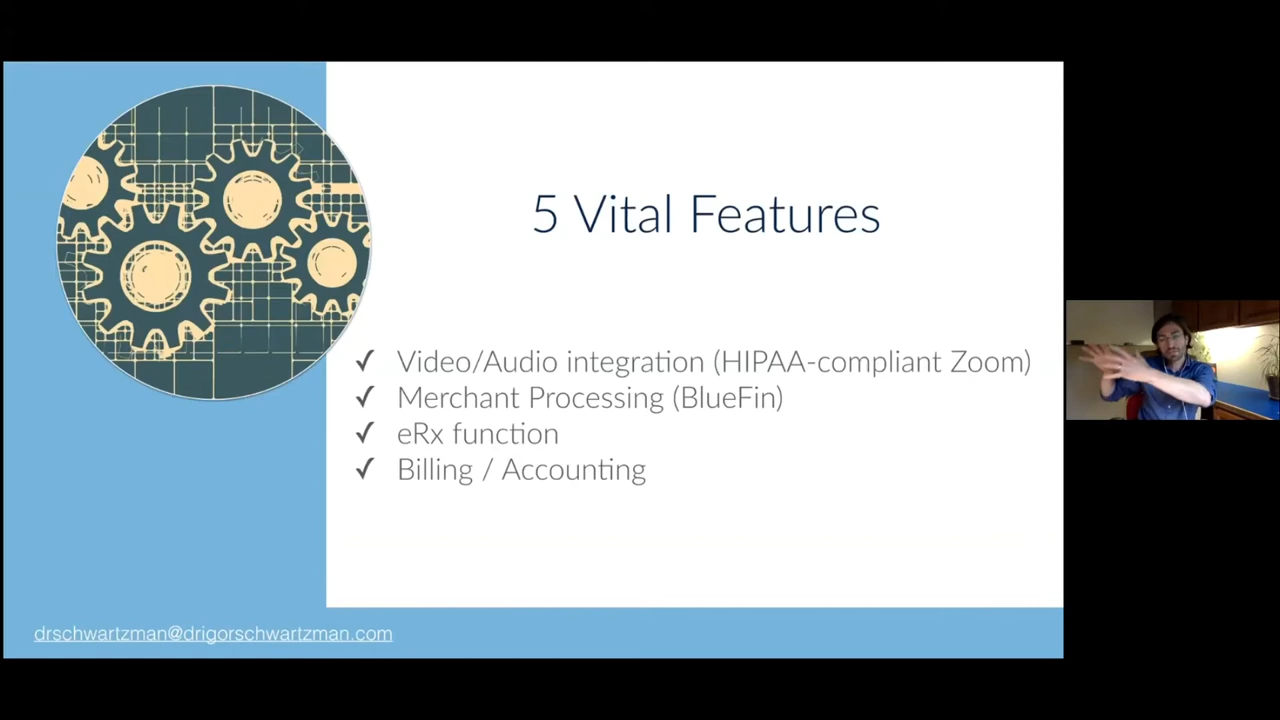 5 Vital Features
✓ Video/Audio integration (HIPAA-compliant Zoom)
✓ Merchant Processing (BlueFin)
✓ eRx function
✓ Billing / Accounting
drschwartzman@drigorschwartzman.com